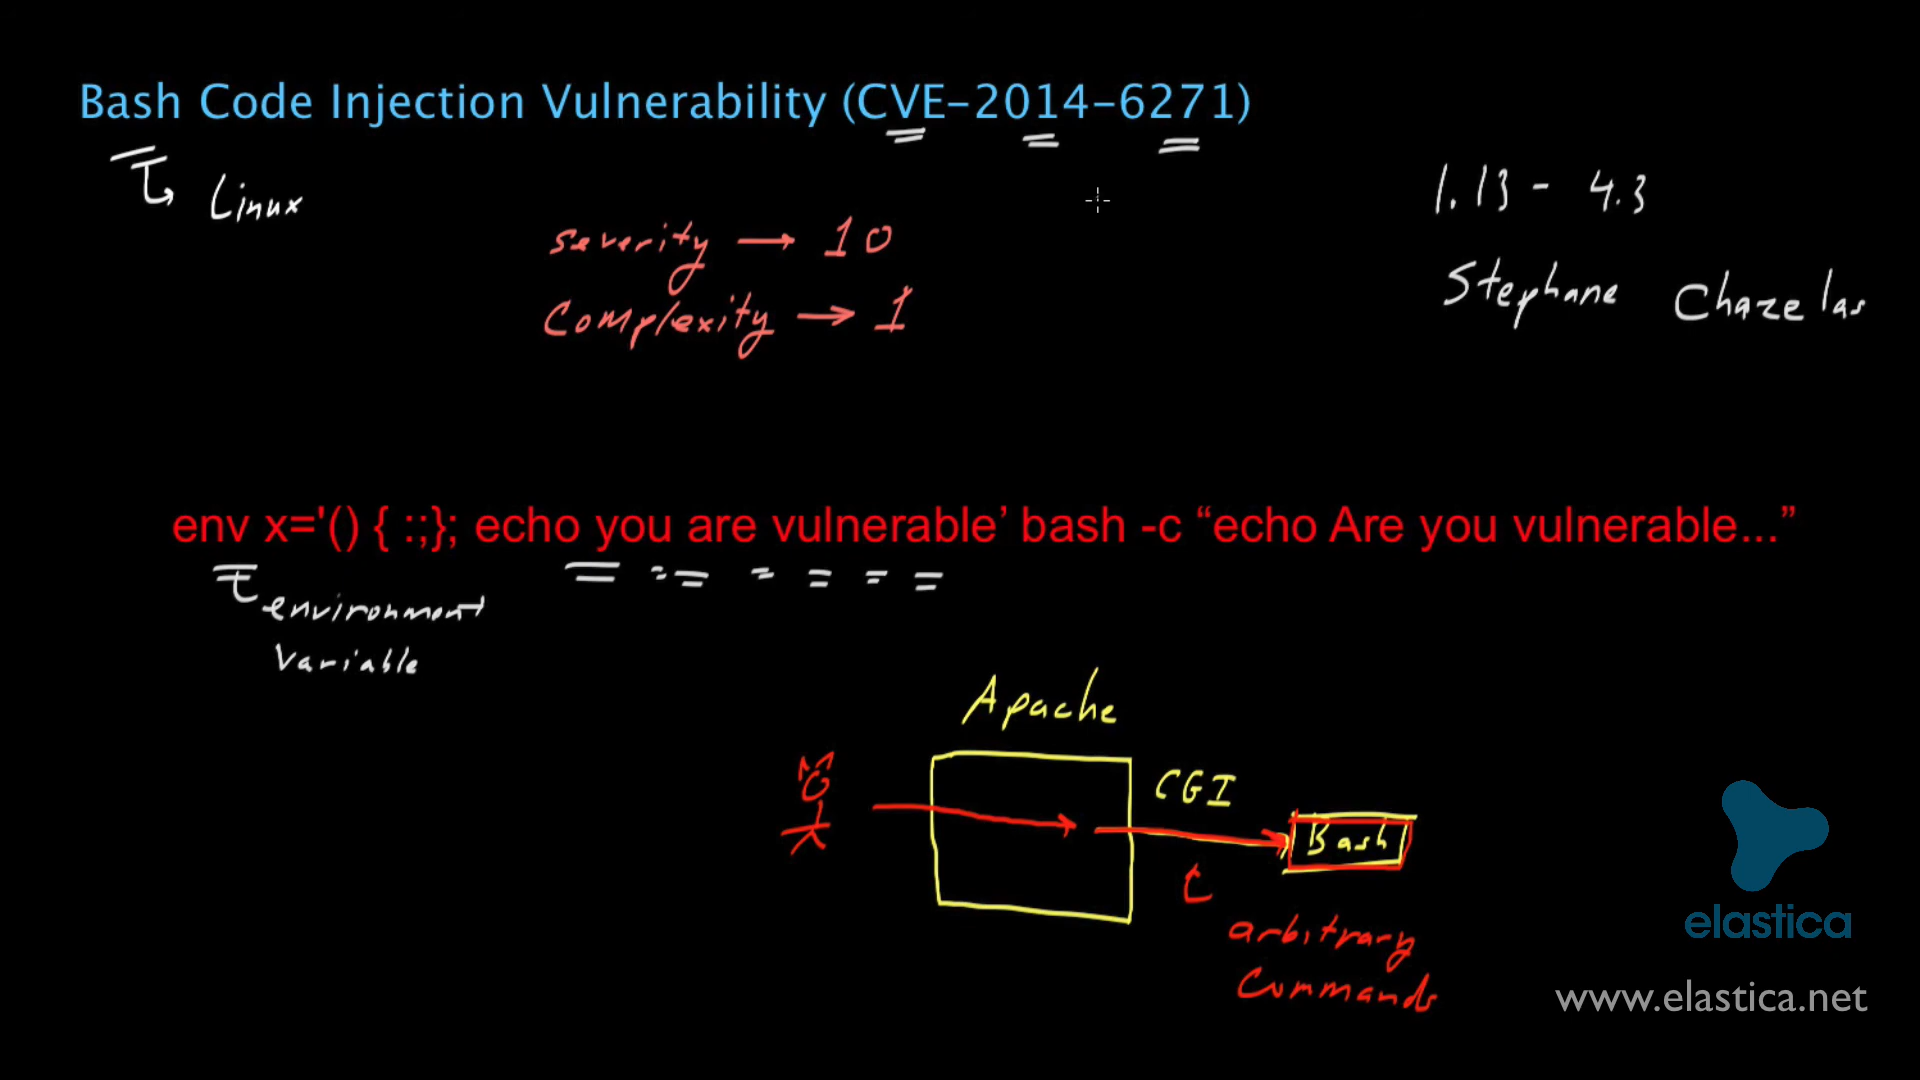 Bash Code Injection Vulnerability (CVE-2014-6271)
Linux
1.13 - 4.3
severity → 10
Stephane Chazelas
Complexity → 1
env x='() { :;}; echo you are vulnerable’ bash -c “echo Are you vulnerable...”
environment
variable
Apache
CGI
Bash
arbitrary
Commands
elastica
www.elastica.net